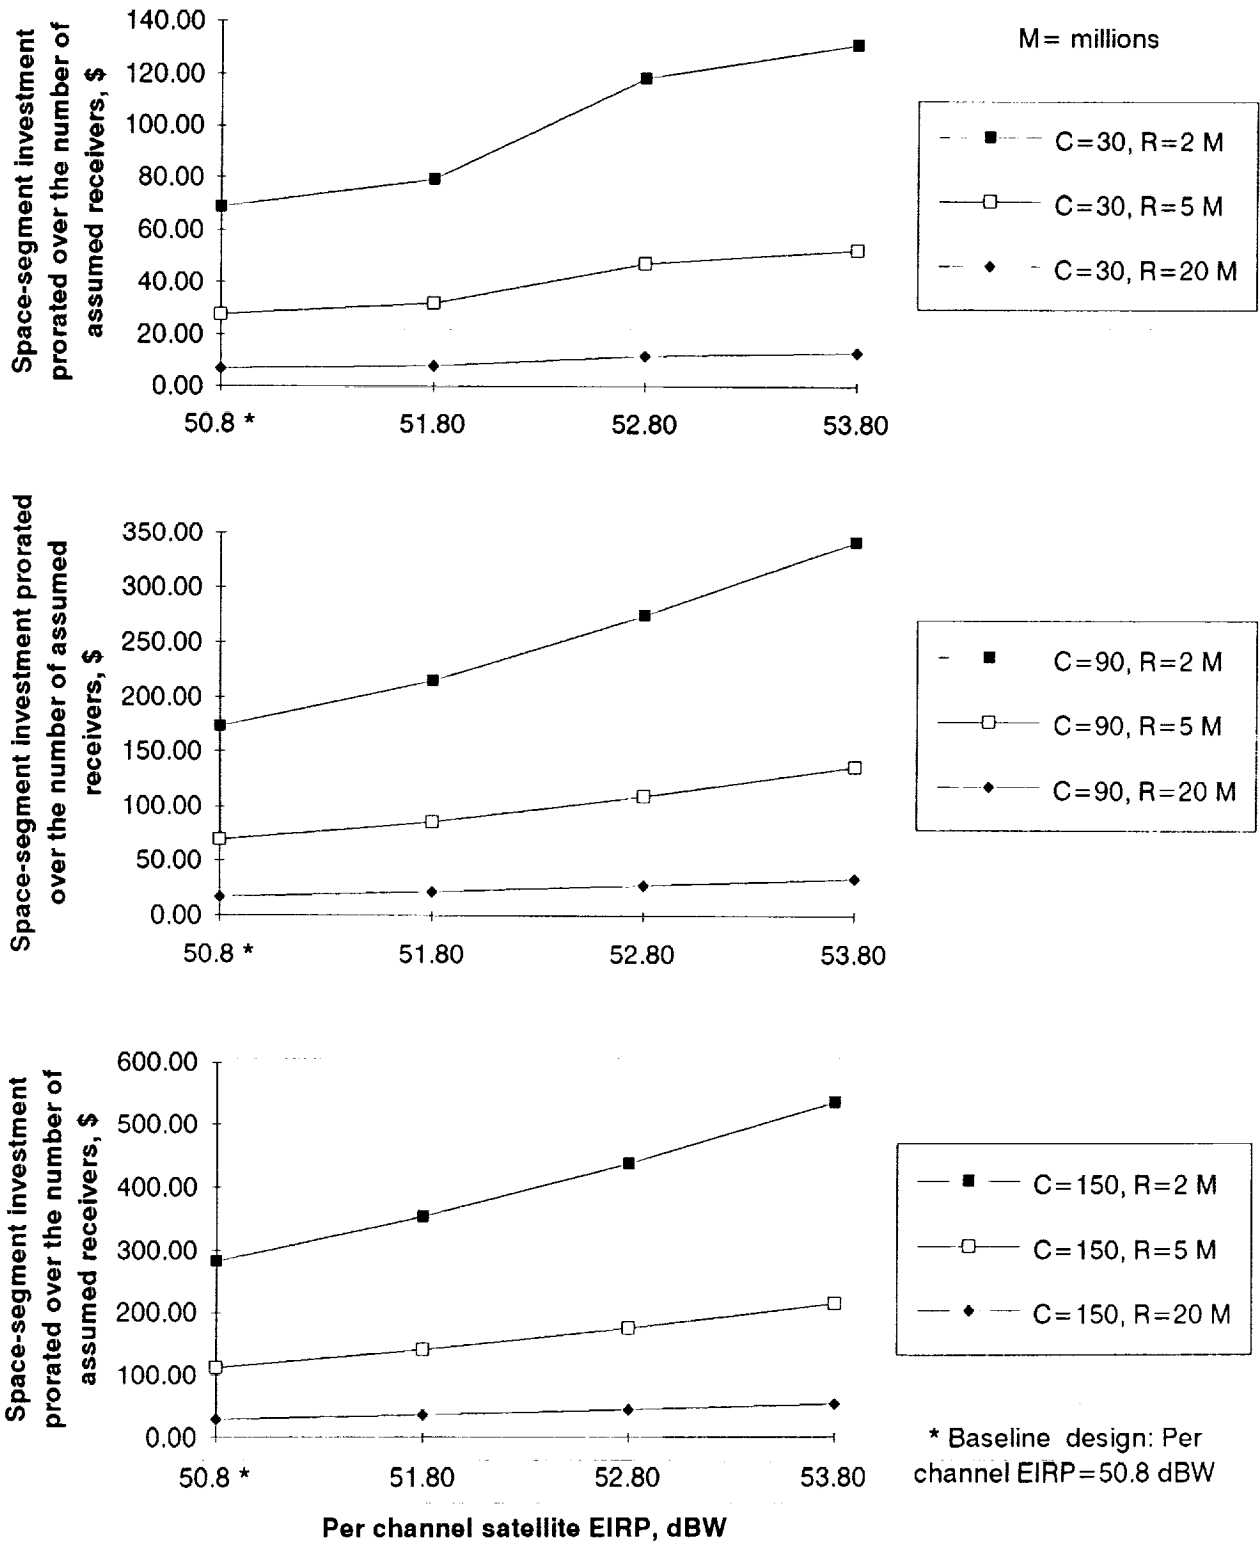 Space-segment investment
prorated over the number of
assumed receivers, $
140.00
120.00
100.00
80.00
60.00
40.00
20.00
0.00
50.8 *
51.80
52.80
53.80
M= millions
C=30, R=2 M
C=30, R=5 M
C=30, R=20 M
Space-segment investment prorated
over the number of assumed
receivers, $
350.00
300.00
250.00
200.00
150.00
100.00
50.00
0.00
50.8 *
51.80
52.80
53.80
C=90, R=2 M
C=90, R=5 M
C=90, R=20 M
Space-segment investment
prorated over the number of
assumed receivers, $
600.00
500.00
400.00
300.00
200.00
100.00
0.00
50.8 *
51.80
52.80
53.80
C=150, R=2 M
C=150, R=5 M
C=150, R=20 M
* Baseline design: Per
channel EIRP=50.8 dBW
Per channel satellite EIRP, dBW